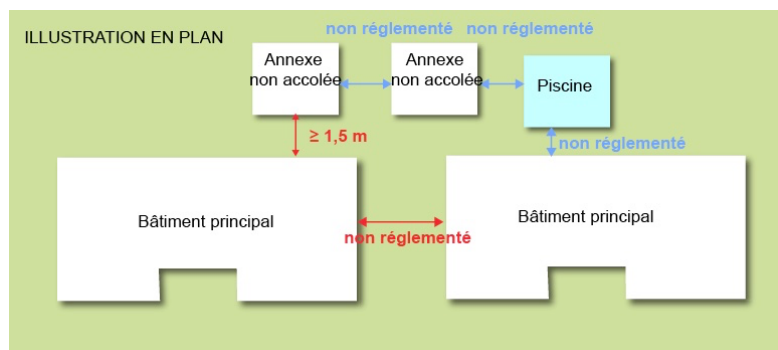 ILLUSTRATION EN PLAN
non réglementé
non réglementé
Annexe
non accolée
Annexe
non accolée
Piscine
≥ 1,5 m
non réglementé
Bâtiment principal
non réglementé
Bâtiment principal